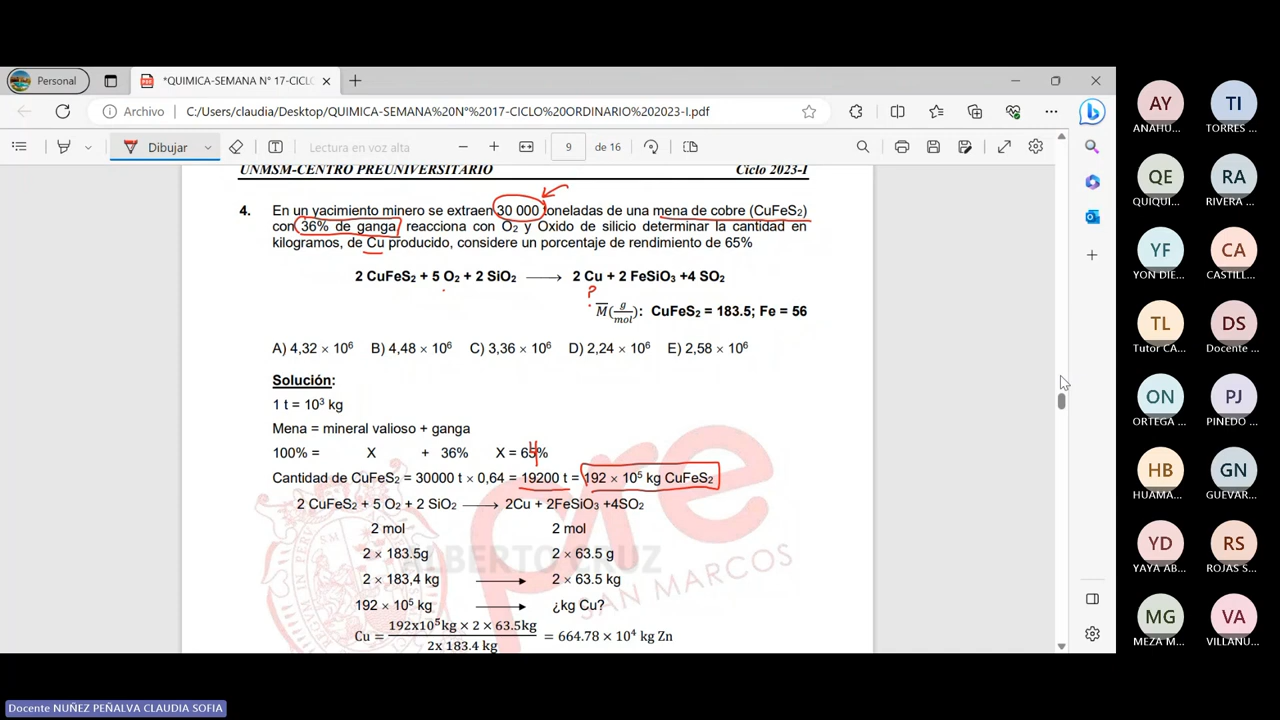 Personal
*QUIMICA-SEMANA N° 17-CICLO
Archivo
C:/Users/claudia/Desktop/QUIMICA-SEMANA%20N°%2017-CICLO%20ORDINARIO%202023-I.pdf
Dibujar
Lectura en voz alta
9
de 16
UNMSM-CENTRO PREUNIVERSITARIO
Ciclo 2023-I
4. En un yacimiento minero se extraen 30 000 toneladas de una mena de cobre (CuFeS₂)
con 36% de ganga, reacciona con O₂ y Oxido de silicio determinar la cantidad en
kilogramos, de Cu producido, considere un porcentaje de rendimiento de 65%
2 CuFeS₂ + 5 O₂ + 2 SiO₂ ⟶ 2 Cu + 2 FeSiO₃ +4 SO₂
?
M̅(g/mol): CuFeS₂ = 183.5; Fe = 56
A) 4,32 × 10⁶ B) 4,48 × 10⁶ C) 3,36 × 10⁶ D) 2,24 × 10⁶ E) 2,58 × 10⁶
Solución:
1 t = 10³ kg
Mena = mineral valioso + ganga
100% = X + 36% X = 65%
4
Cantidad de CuFeS₂ = 30000 t × 0,64 = 19200 t = 192 × 10⁵ kg CuFeS₂
2 CuFeS₂ + 5 O₂ + 2 SiO₂ ⟶ 2Cu + 2FeSiO₃ +4SO₂
2 mol 2 mol
2 × 183.5g 2 × 63.5 g
2 × 183,4 kg ⟶ 2 × 63.5 kg
192 × 10⁵ kg ⟶ ¿kg Cu?
Cu = 192x10⁵kg × 2 × 63.5kg / 2x 183.4 kg = 664.78 × 10⁴ kg Zn
ALBERTO CRUZ
pre
SAN MARCOS
AY
ANAHU...
TI
TORRES ...
QE
QUIQUI...
RA
RIVERA ...
YF
YON DIE...
CA
CASTILL...
TL
Tutor CA...
DS
Docente ...
ON
ORTEGA ...
PJ
PINEDO ...
HB
HUAMA...
GN
GUEVAR...
YD
YAYA AB...
RS
ROJAS S...
MG
MEZA M...
VA
VILLANU...
Docente NUÑEZ PEÑALVA CLAUDIA SOFIA